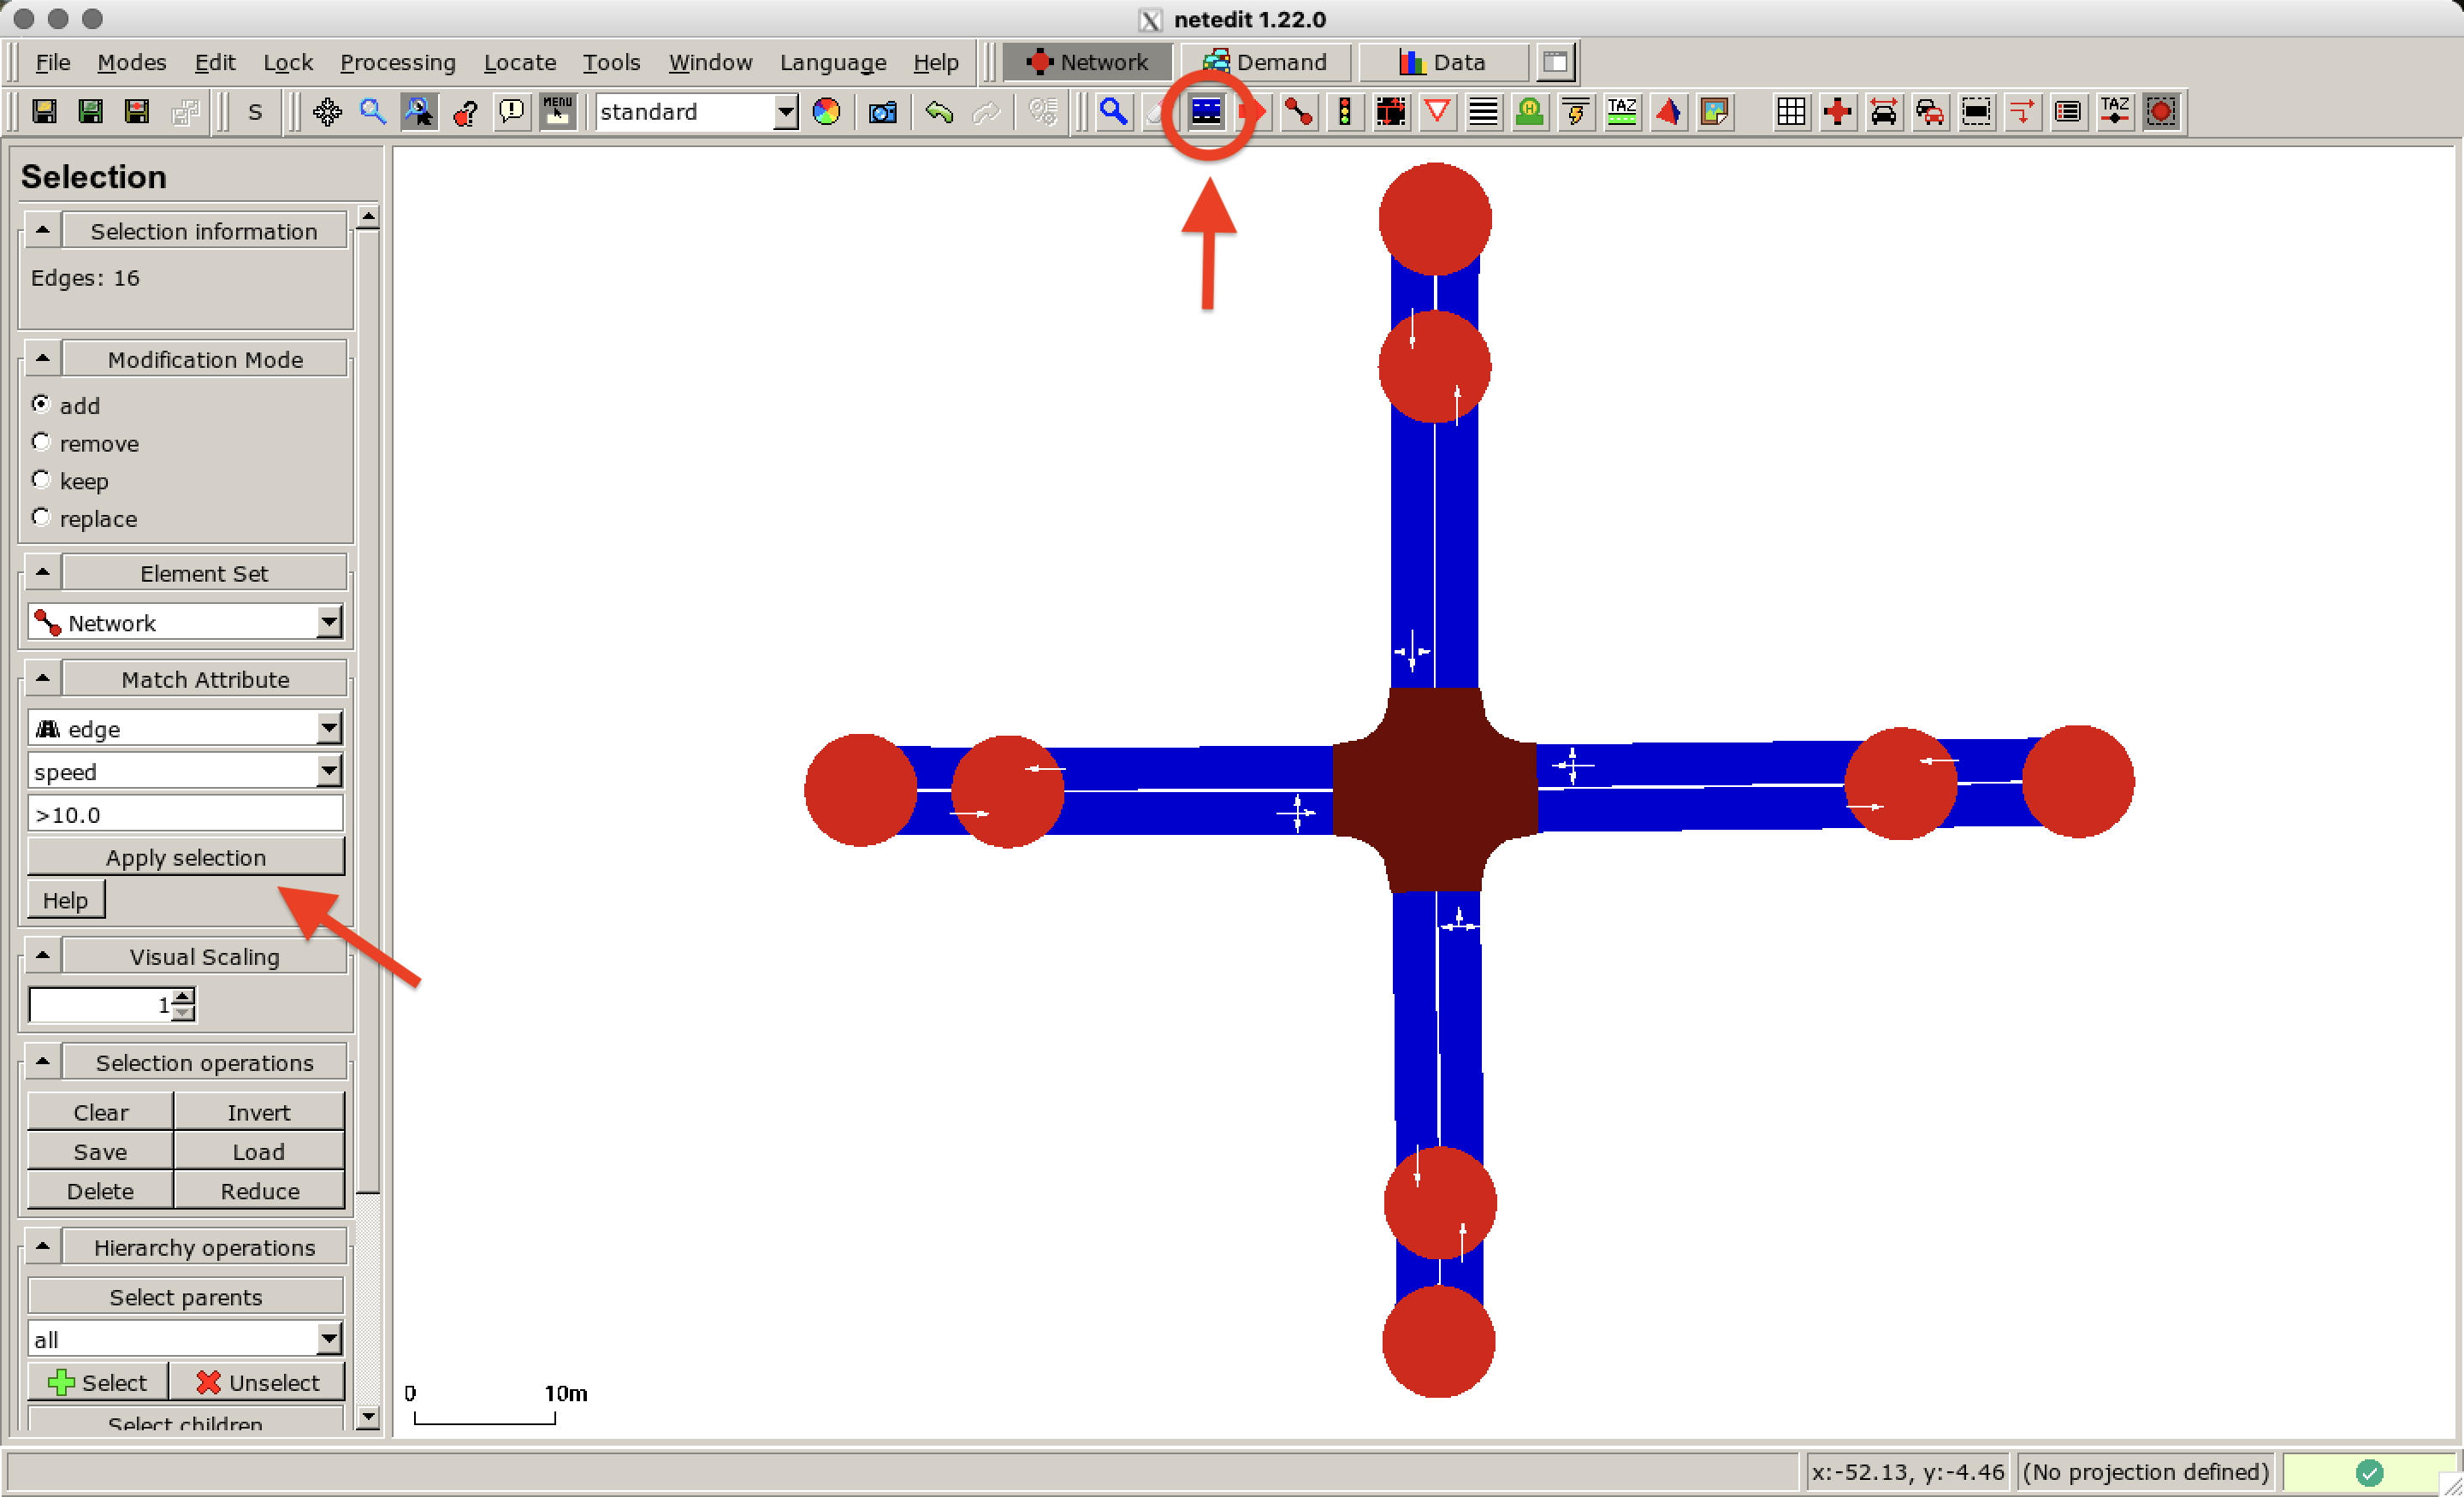 netedit 1.22.0
File Modes Edit Lock Processing Locate Tools Window Language Help Network Demand Data
S MENU standard TAZ TAZ
Selection
Selection information
Edges: 16
Modification Mode
add
remove
keep
replace
Element Set
Network
Match Attribute
edge
speed
>10.0
Apply selection
Help
Visual Scaling
1
Selection operations
Clear Invert
Save Load
Delete Reduce
Hierarchy operations
Select parents
all
Select Unselect
Select children
0 10m
x:-52.13, y:-4.46 (No projection defined)